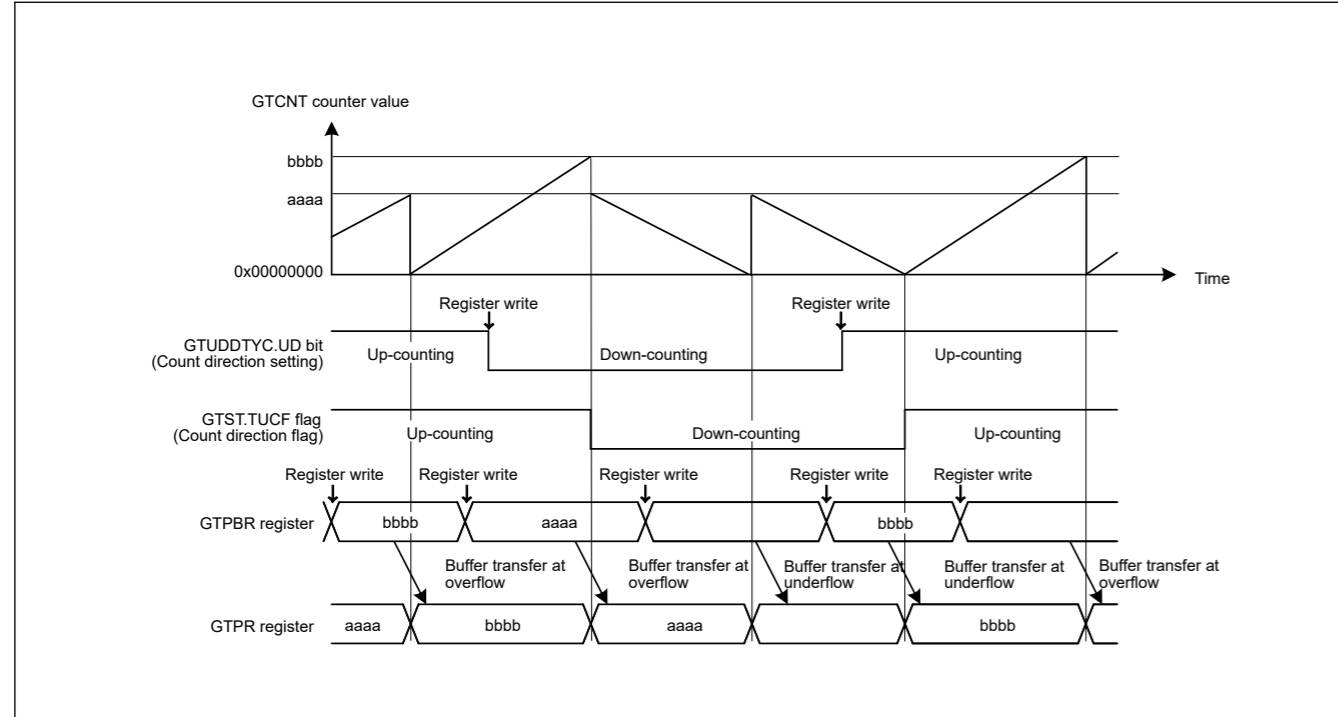 GTCNT counter value
bbbb
aaaa
0x00000000
Time
Register write
Register write
GTUDDTYC.UD bit
(Count direction setting)
Up-counting
Down-counting
Up-counting
GTST.TUCF flag
(Count direction flag)
Up-counting
Down-counting
Up-counting
Register write
Register write
Register write
Register write
Register write
GTPBR register
bbbb
aaaa
bbbb
Buffer transfer at
overflow
Buffer transfer at
overflow
Buffer transfer at
underflow
Buffer transfer at
underflow
Buffer transfer at
overflow
GTPR register
aaaa
bbbb
aaaa
bbbb